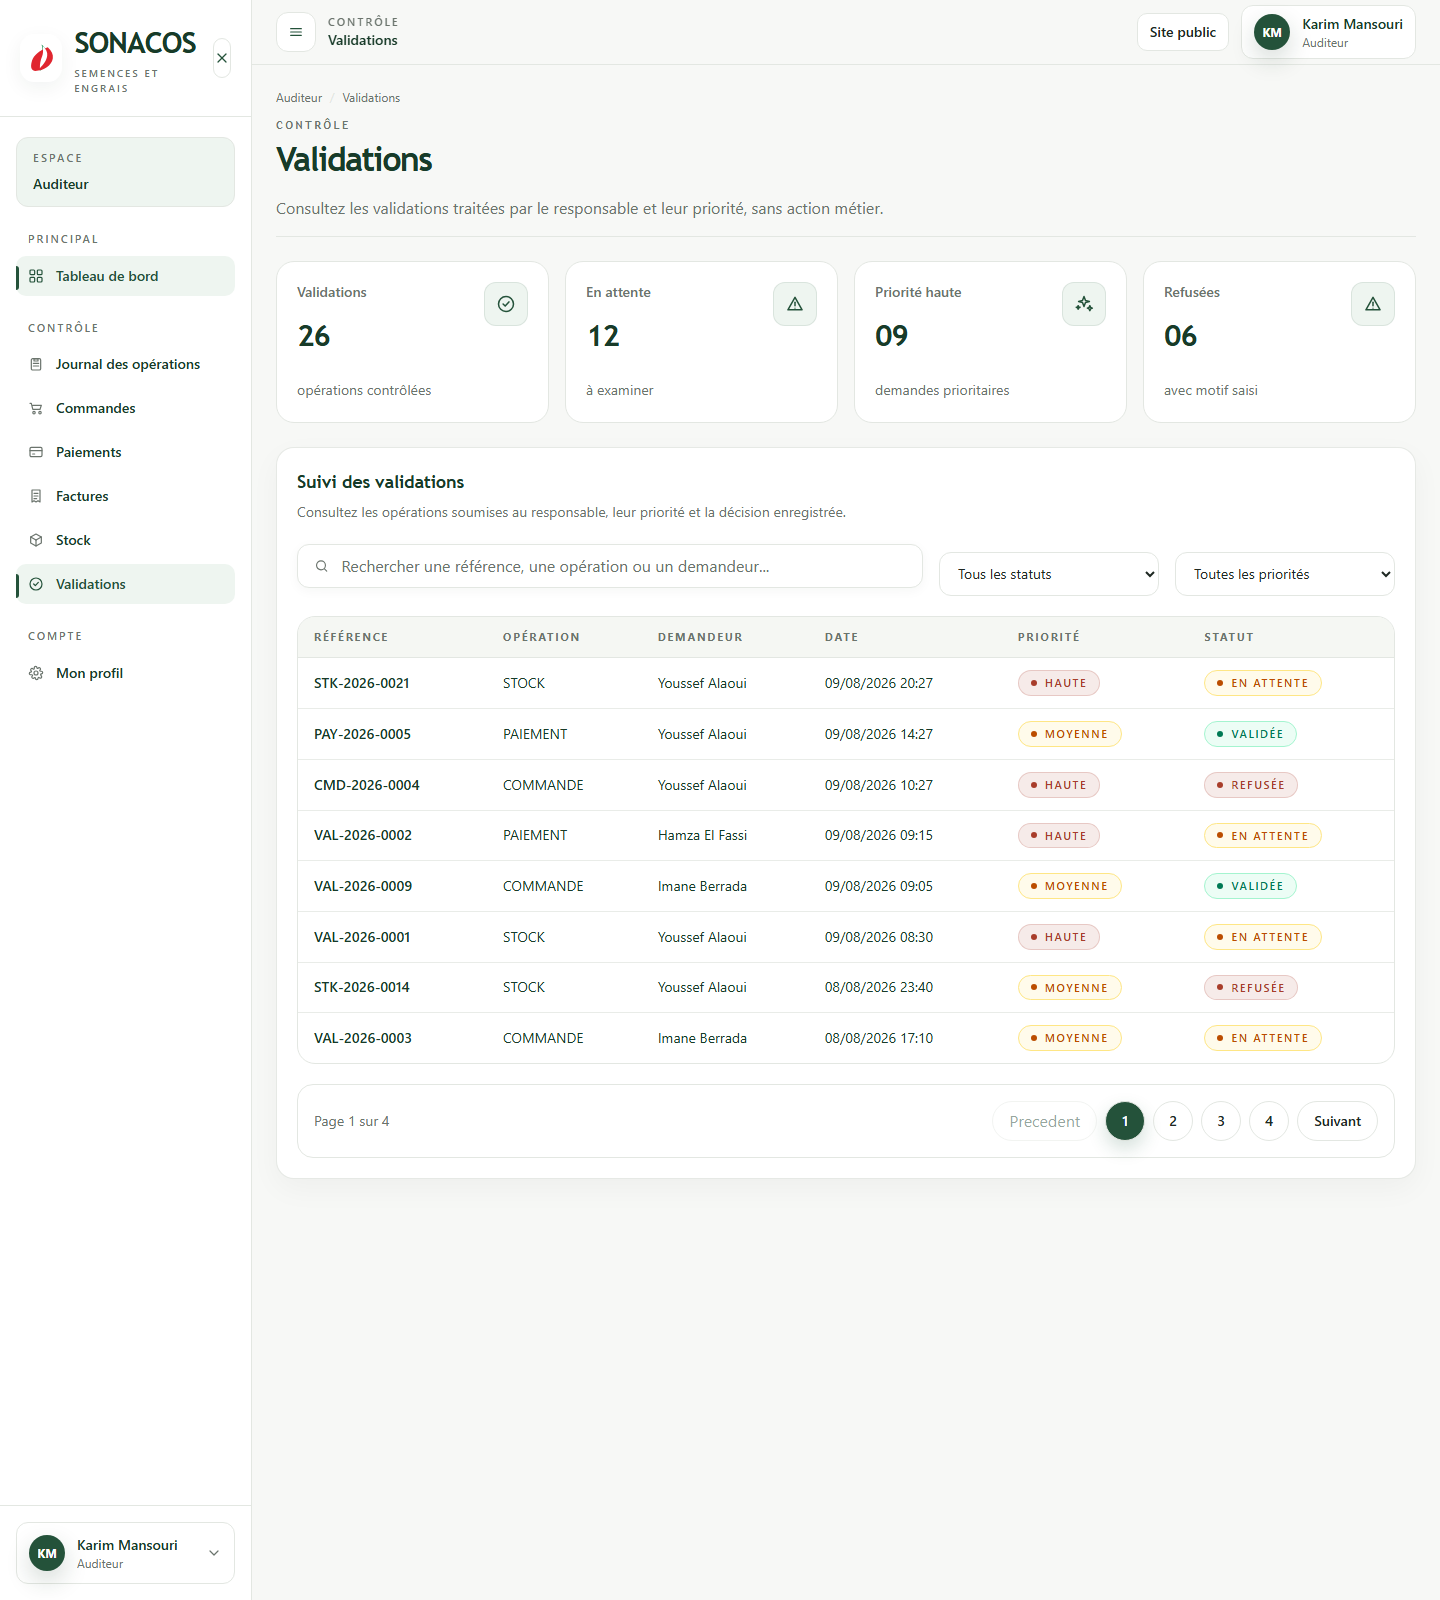 SONACOS
SEMENCES ET
ENGRAIS
ESPACE
Auditeur
PRINCIPAL
Tableau de bord
CONTRÔLE
Journal des opérations
Commandes
Paiements
Factures
Stock
Validations
COMPTE
Mon profil
KM
Karim Mansouri
Auditeur
CONTRÔLE
Validations
Site public
KM
Karim Mansouri
Auditeur
Auditeur / Validations
CONTRÔLE
Validations
Consultez les validations traitées par le responsable et leur priorité, sans action métier.
Validations
26
opérations contrôlées
En attente
12
à examiner
Priorité haute
09
demandes prioritaires
Refusées
06
avec motif saisi
Suivi des validations
Consultez les opérations soumises au responsable, leur priorité et la décision enregistrée.
Rechercher une référence, une opération ou un demandeur... Tous les statuts Toutes les priorités
RÉFÉRENCE OPÉRATION DEMANDEUR DATE PRIORITÉ STATUT
STK-2026-0021 STOCK Youssef Alaoui 09/08/2026 20:27 HAUTE EN ATTENTE
PAY-2026-0005 PAIEMENT Youssef Alaoui 09/08/2026 14:27 MOYENNE VALIDÉE
CMD-2026-0004 COMMANDE Youssef Alaoui 09/08/2026 10:27 HAUTE REFUSÉE
VAL-2026-0002 PAIEMENT Hamza El Fassi 09/08/2026 09:15 HAUTE EN ATTENTE
VAL-2026-0009 COMMANDE Imane Berrada 09/08/2026 09:05 MOYENNE VALIDÉE
VAL-2026-0001 STOCK Youssef Alaoui 09/08/2026 08:30 HAUTE EN ATTENTE
STK-2026-0014 STOCK Youssef Alaoui 08/08/2026 23:40 MOYENNE REFUSÉE
VAL-2026-0003 COMMANDE Imane Berrada 08/08/2026 17:10 MOYENNE EN ATTENTE
Page 1 sur 4 Precedent 1 2 3 4 Suivant